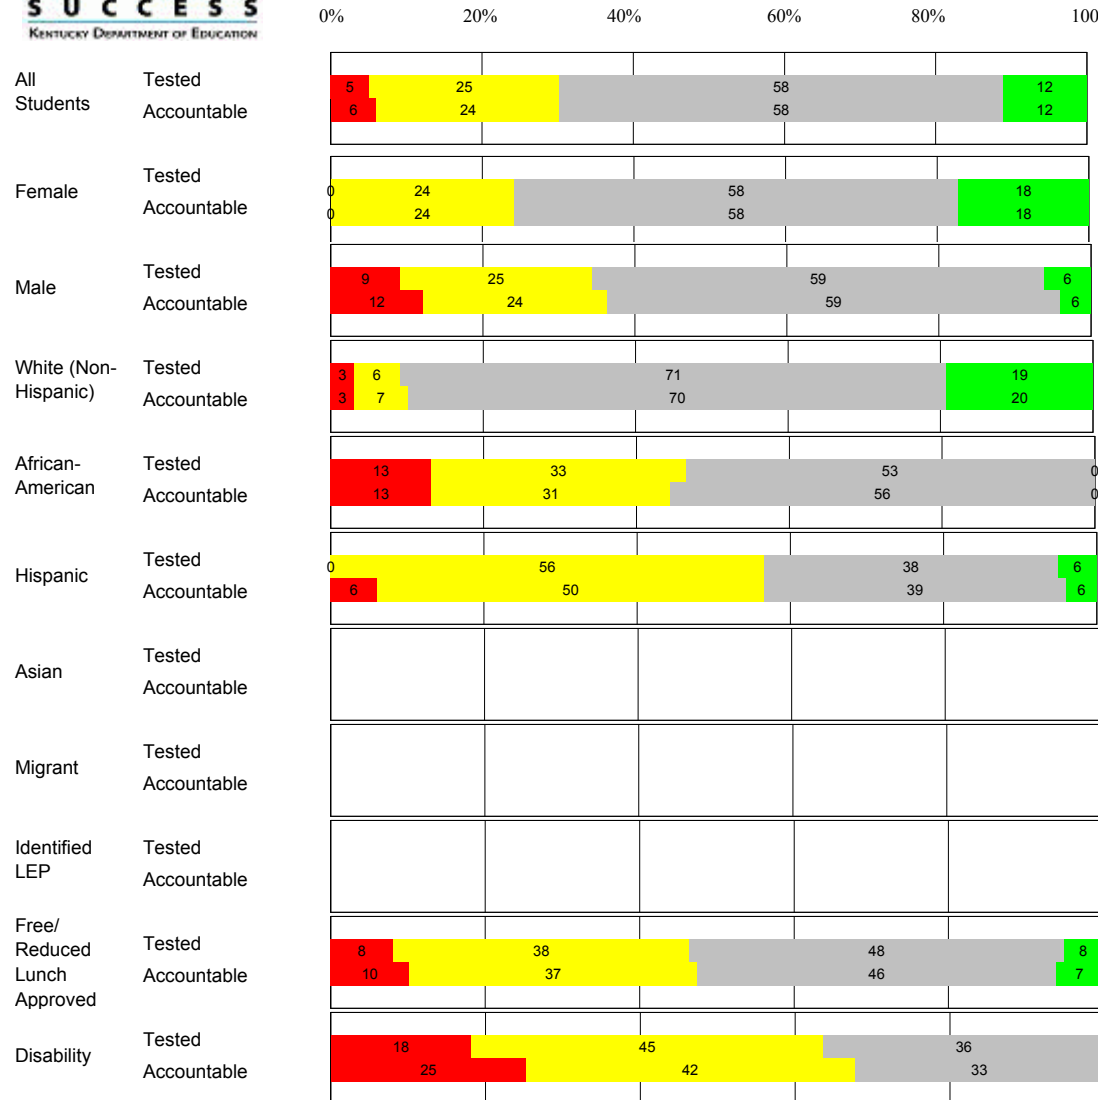 SUCCESS
KENTUCKY DEPARTMENT OF EDUCATION
0% 20% 40% 60% 80% 100
All Students
Tested 5 25 58 12
Accountable 6 24 58 12
Female
Tested 0 24 58 18
Accountable 0 24 58 18
Male
Tested 9 25 59 6
Accountable 12 24 59 6
White (Non-
Hispanic)
Tested 3 6 71 19
Accountable 3 7 70 20
African-
American
Tested 13 33 53 0
Accountable 13 31 56 0
Hispanic
Tested 0 56 38 6
Accountable 6 50 39 6
Asian
Tested
Accountable
Migrant
Tested
Accountable
Identified
LEP
Tested
Accountable
Free/
Reduced
Lunch
Approved
Tested 8 38 48 8
Accountable 10 37 46 7
Disability
Tested 18 45 36
Accountable 25 42 33